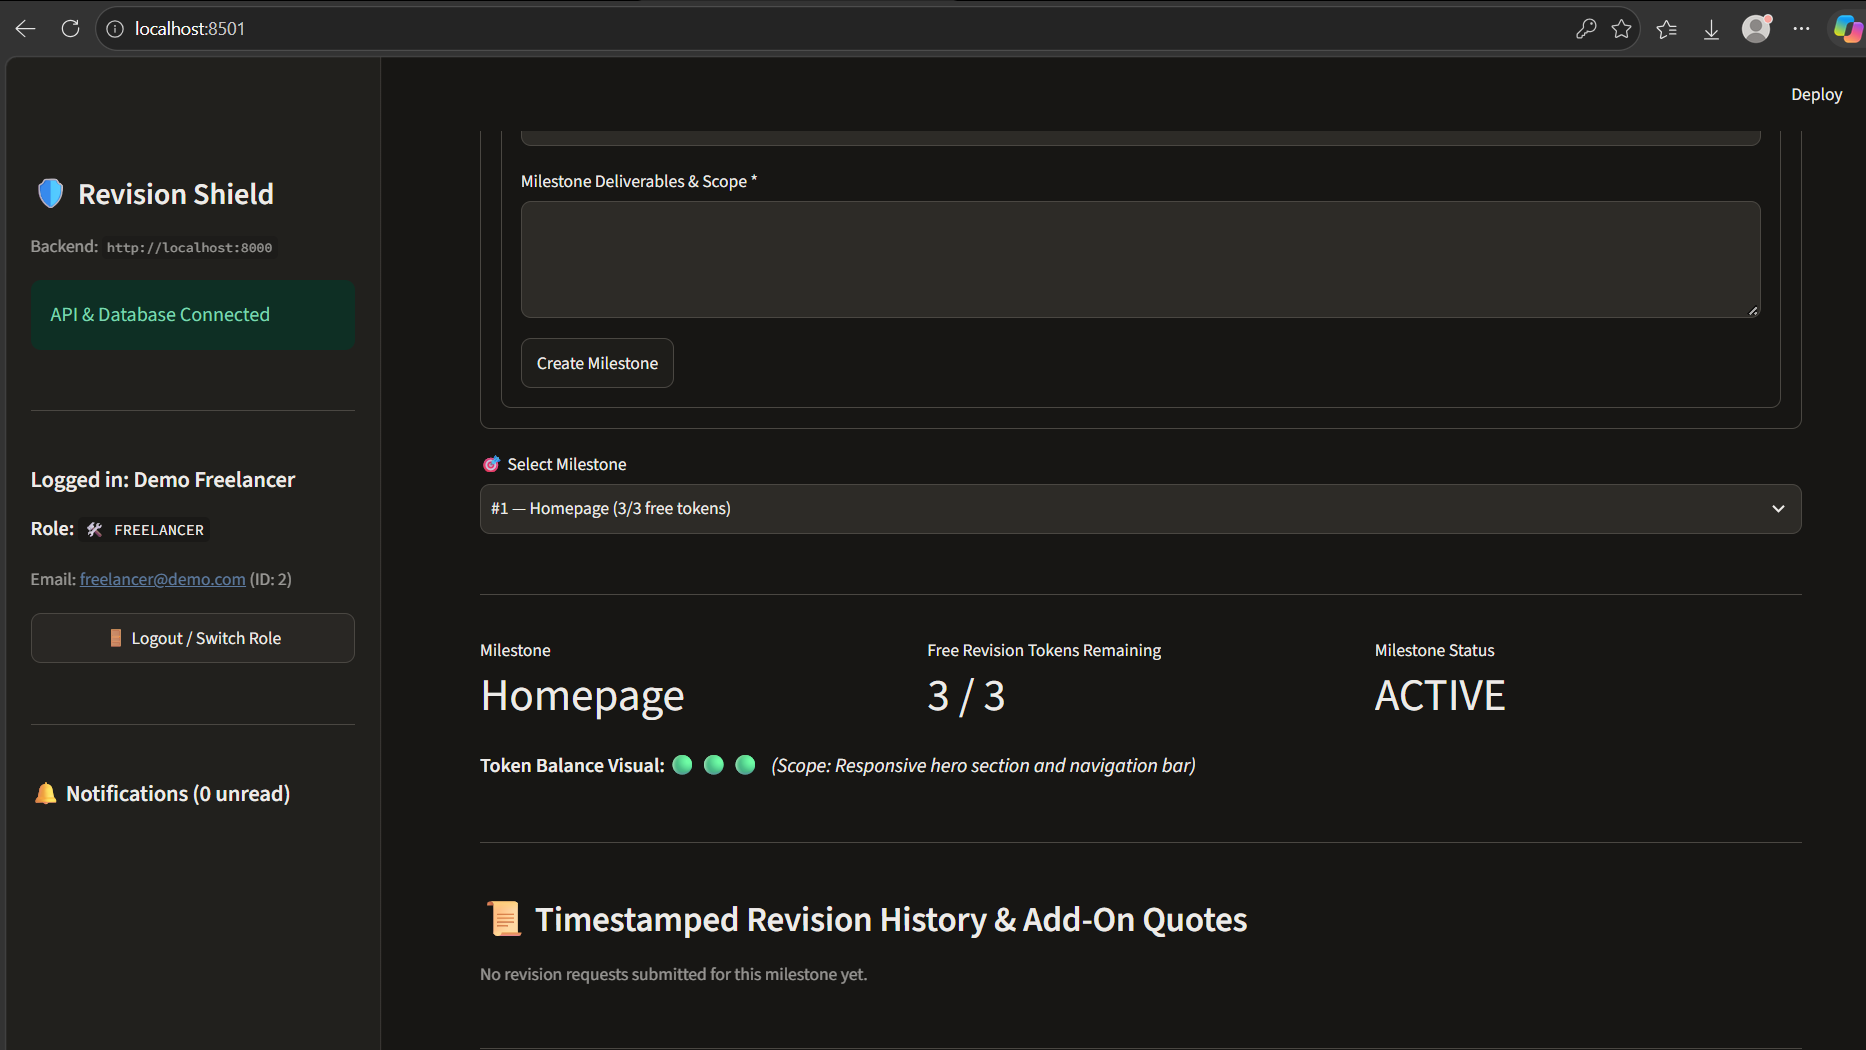 localhost:8501
Deploy
Revision Shield
Backend: http://localhost:8000
API & Database Connected
Logged in: Demo Freelancer
Role: FREELANCER
Email: freelancer@demo.com (ID: 2)
Logout / Switch Role
Notifications (0 unread)
Milestone Deliverables & Scope *
Create Milestone
Select Milestone
#1 — Homepage (3/3 free tokens)
Milestone
Homepage
Free Revision Tokens Remaining
3 / 3
Milestone Status
ACTIVE
Token Balance Visual: (Scope: Responsive hero section and navigation bar)
Timestamped Revision History & Add-On Quotes
No revision requests submitted for this milestone yet.